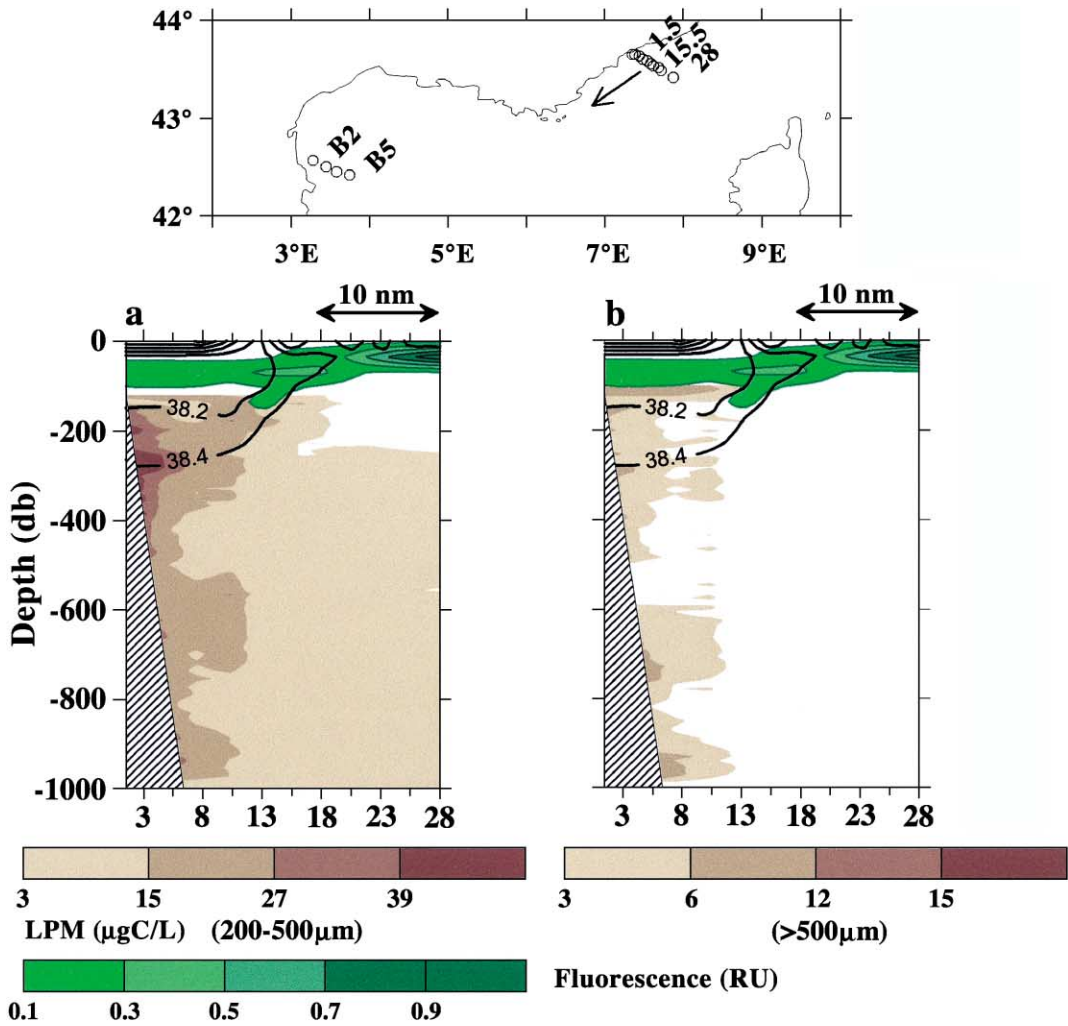 44°
43°
42°
3°E 5°E 7°E 9°E
1.5
15.5
28
B2
B5
a 10 nm
b 10 nm
0
-200
-400
-600
-800
-1000
Depth (db)
38.2
38.4
38.2
38.4
3 8 13 18 23 28
3 8 13 18 23 28
3 15 27 39
LPM (µgC/L) (200-500µm)
3 6 12 15
(>500µm)
0.1 0.3 0.5 0.7 0.9
Fluorescence (RU)